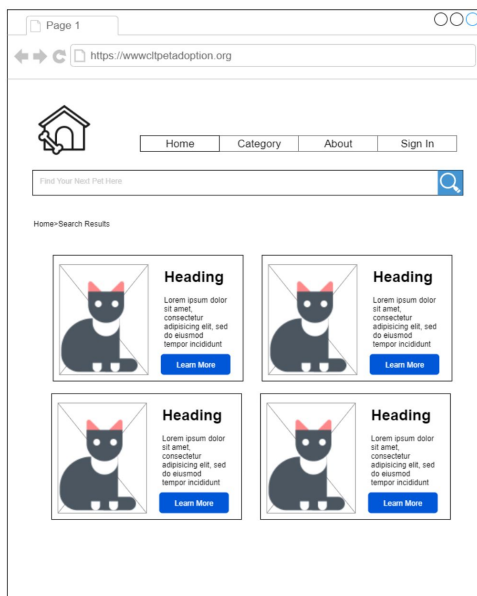 Page 1
https://wwwcltpetadoption.org
Home Category About Sign In
Find Your Next Pet Here
Home>Search Results
Heading
Lorem ipsum dolor
sit amet,
consectetur
adipisicing elit, sed
do eiusmod
tempor incididunt
Learn More
Heading
Lorem ipsum dolor
sit amet,
consectetur
adipisicing elit, sed
do eiusmod
tempor incididunt
Learn More
Heading
Lorem ipsum dolor
sit amet,
consectetur
adipisicing elit, sed
do eiusmod
tempor incididunt
Learn More
Heading
Lorem ipsum dolor
sit amet,
consectetur
adipisicing elit, sed
do eiusmod
tempor incididunt
Learn More